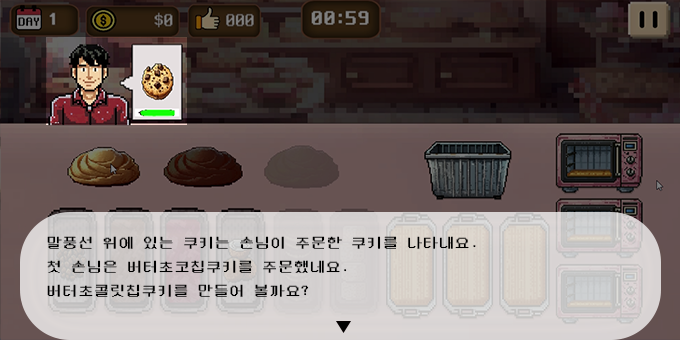 DAY 1
$ $0
000
00:59
말풍선 위에 있는 쿠키는 손님이 주문한 쿠키를 나타내요.
첫 손님은 버터초코칩쿠키를 주문했네요.
버터초콜릿칩쿠키를 만들어 볼까요?